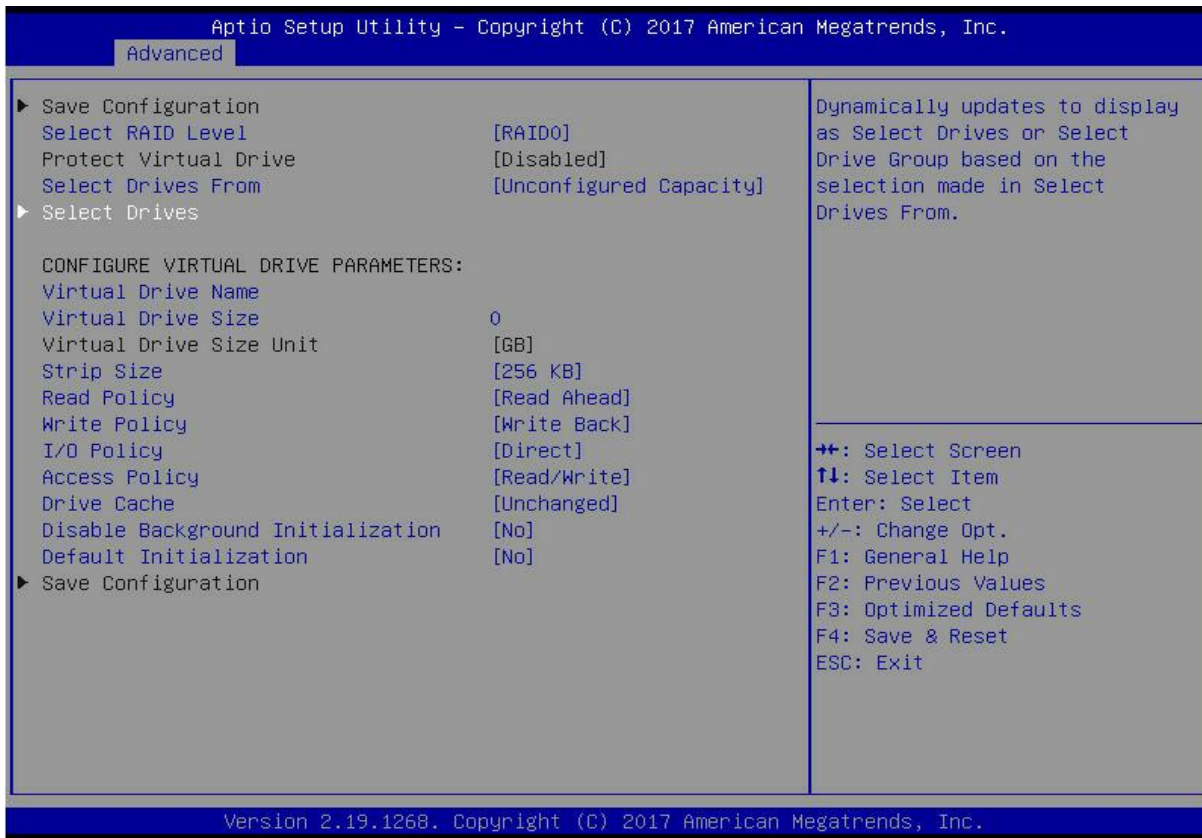 Aptio Setup Utility – Copyright (C) 2017 American Megatrends, Inc.
Advanced
▶ Save Configuration
Select RAID Level [RAID0]
Protect Virtual Drive [Disabled]
Select Drives From [Unconfigured Capacity]
▶ Select Drives
CONFIGURE VIRTUAL DRIVE PARAMETERS:
Virtual Drive Name
Virtual Drive Size 0
Virtual Drive Size Unit [GB]
Strip Size [256 KB]
Read Policy [Read Ahead]
Write Policy [Write Back]
I/O Policy [Direct]
Access Policy [Read/Write]
Drive Cache [Unchanged]
Disable Background Initialization [No]
Default Initialization [No]
▶ Save Configuration
Dynamically updates to display
as Select Drives or Select
Drive Group based on the
selection made in Select
Drives From.
→←: Select Screen
↑↓: Select Item
Enter: Select
+/-: Change Opt.
F1: General Help
F2: Previous Values
F3: Optimized Defaults
F4: Save & Reset
ESC: Exit
Version 2.19.1268. Copyright (C) 2017 American Megatrends, Inc.